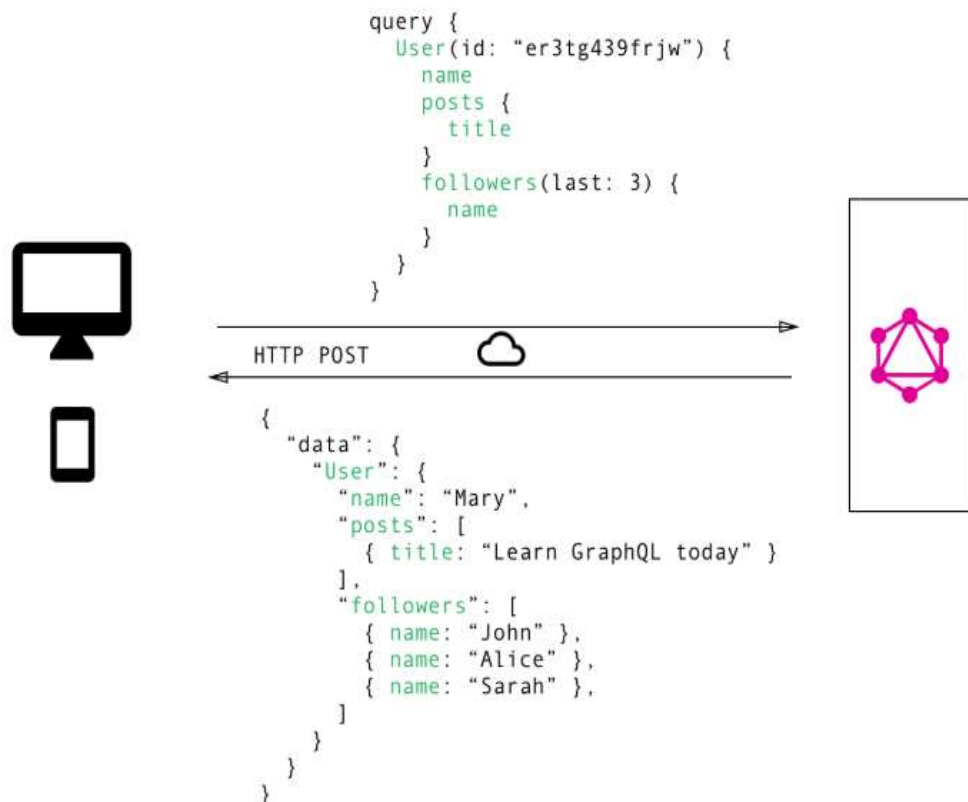 query {
  User(id: “er3tg439frjw”) {
    name
    posts {
      title
    }
    followers(last: 3) {
      name
    }
  }
}
HTTP POST
{
  “data”: {
    “User”: {
      “name”: “Mary”,
      “posts”: [
        { title: “Learn GraphQL today” }
      ],
      “followers”: [
        { name: “John” },
        { name: “Alice” },
        { name: “Sarah” },
      ]
    }
  }
}